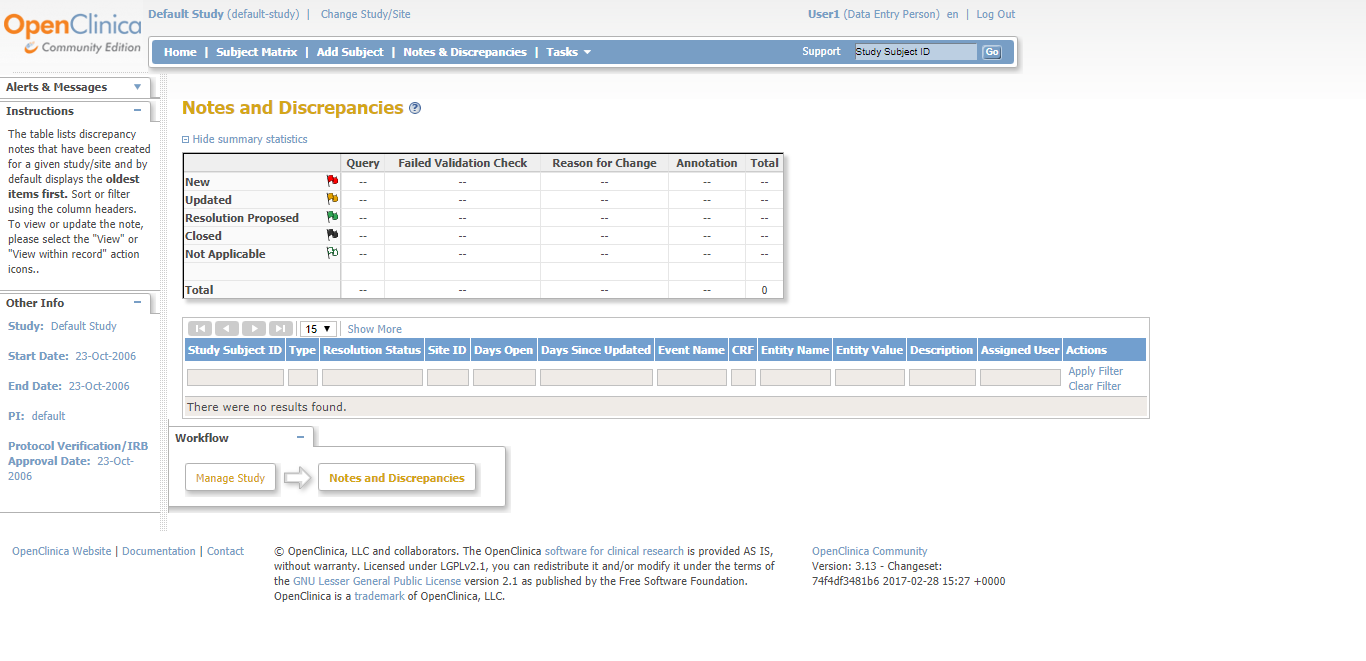 OpenClinica
Community Edition
Default Study (default-study) | Change Study/Site
User1 (Data Entry Person) en | Log Out
Home | Subject Matrix | Add Subject | Notes & Discrepancies | Tasks
Support Study Subject ID Go
Alerts & Messages
Instructions
The table lists discrepancy
notes that have been created
for a given study/site and by
default displays the oldest
items first. Sort or filter
using the column headers.
To view or update the note,
please select the "View" or
"View within record" action
icons..
Other Info
Study: Default Study
Start Date: 23-Oct-2006
End Date: 23-Oct-2006
PI: default
Protocol Verification/IRB
Approval Date: 23-Oct-
2006
Notes and Discrepancies ?
Hide summary statistics
Query Failed Validation Check Reason for Change Annotation Total
New -- -- -- -- --
Updated -- -- -- -- --
Resolution Proposed -- -- -- -- --
Closed -- -- -- -- --
Not Applicable -- -- -- -- --
Total -- -- -- -- 0
15 Show More
Study Subject ID Type Resolution Status Site ID Days Open Days Since Updated Event Name CRF Entity Name Entity Value Description Assigned User Actions
Apply Filter
Clear Filter
There were no results found.
Workflow
Manage Study Notes and Discrepancies
OpenClinica Website | Documentation | Contact
© OpenClinica, LLC and collaborators. The OpenClinica software for clinical research is provided AS IS,
without warranty. Licensed under LGPLv2.1, you can redistribute it and/or modify it under the terms of
the GNU Lesser General Public License version 2.1 as published by the Free Software Foundation.
OpenClinica is a trademark of OpenClinica, LLC.
OpenClinica Community
Version: 3.13 - Changeset:
74f4df3481b6 2017-02-28 15:27 +0000